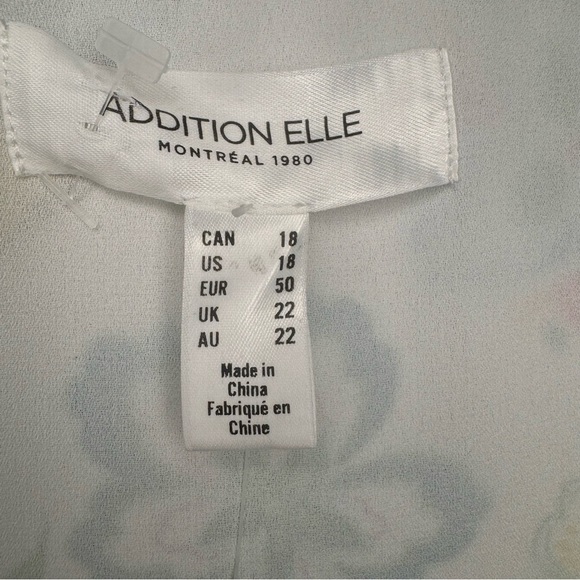 ADDITION ELLE
MONTRÉAL 1980
CAN 18
US 18
EUR 50
UK 22
AU 22
Made in
China
Fabriqué en
Chine